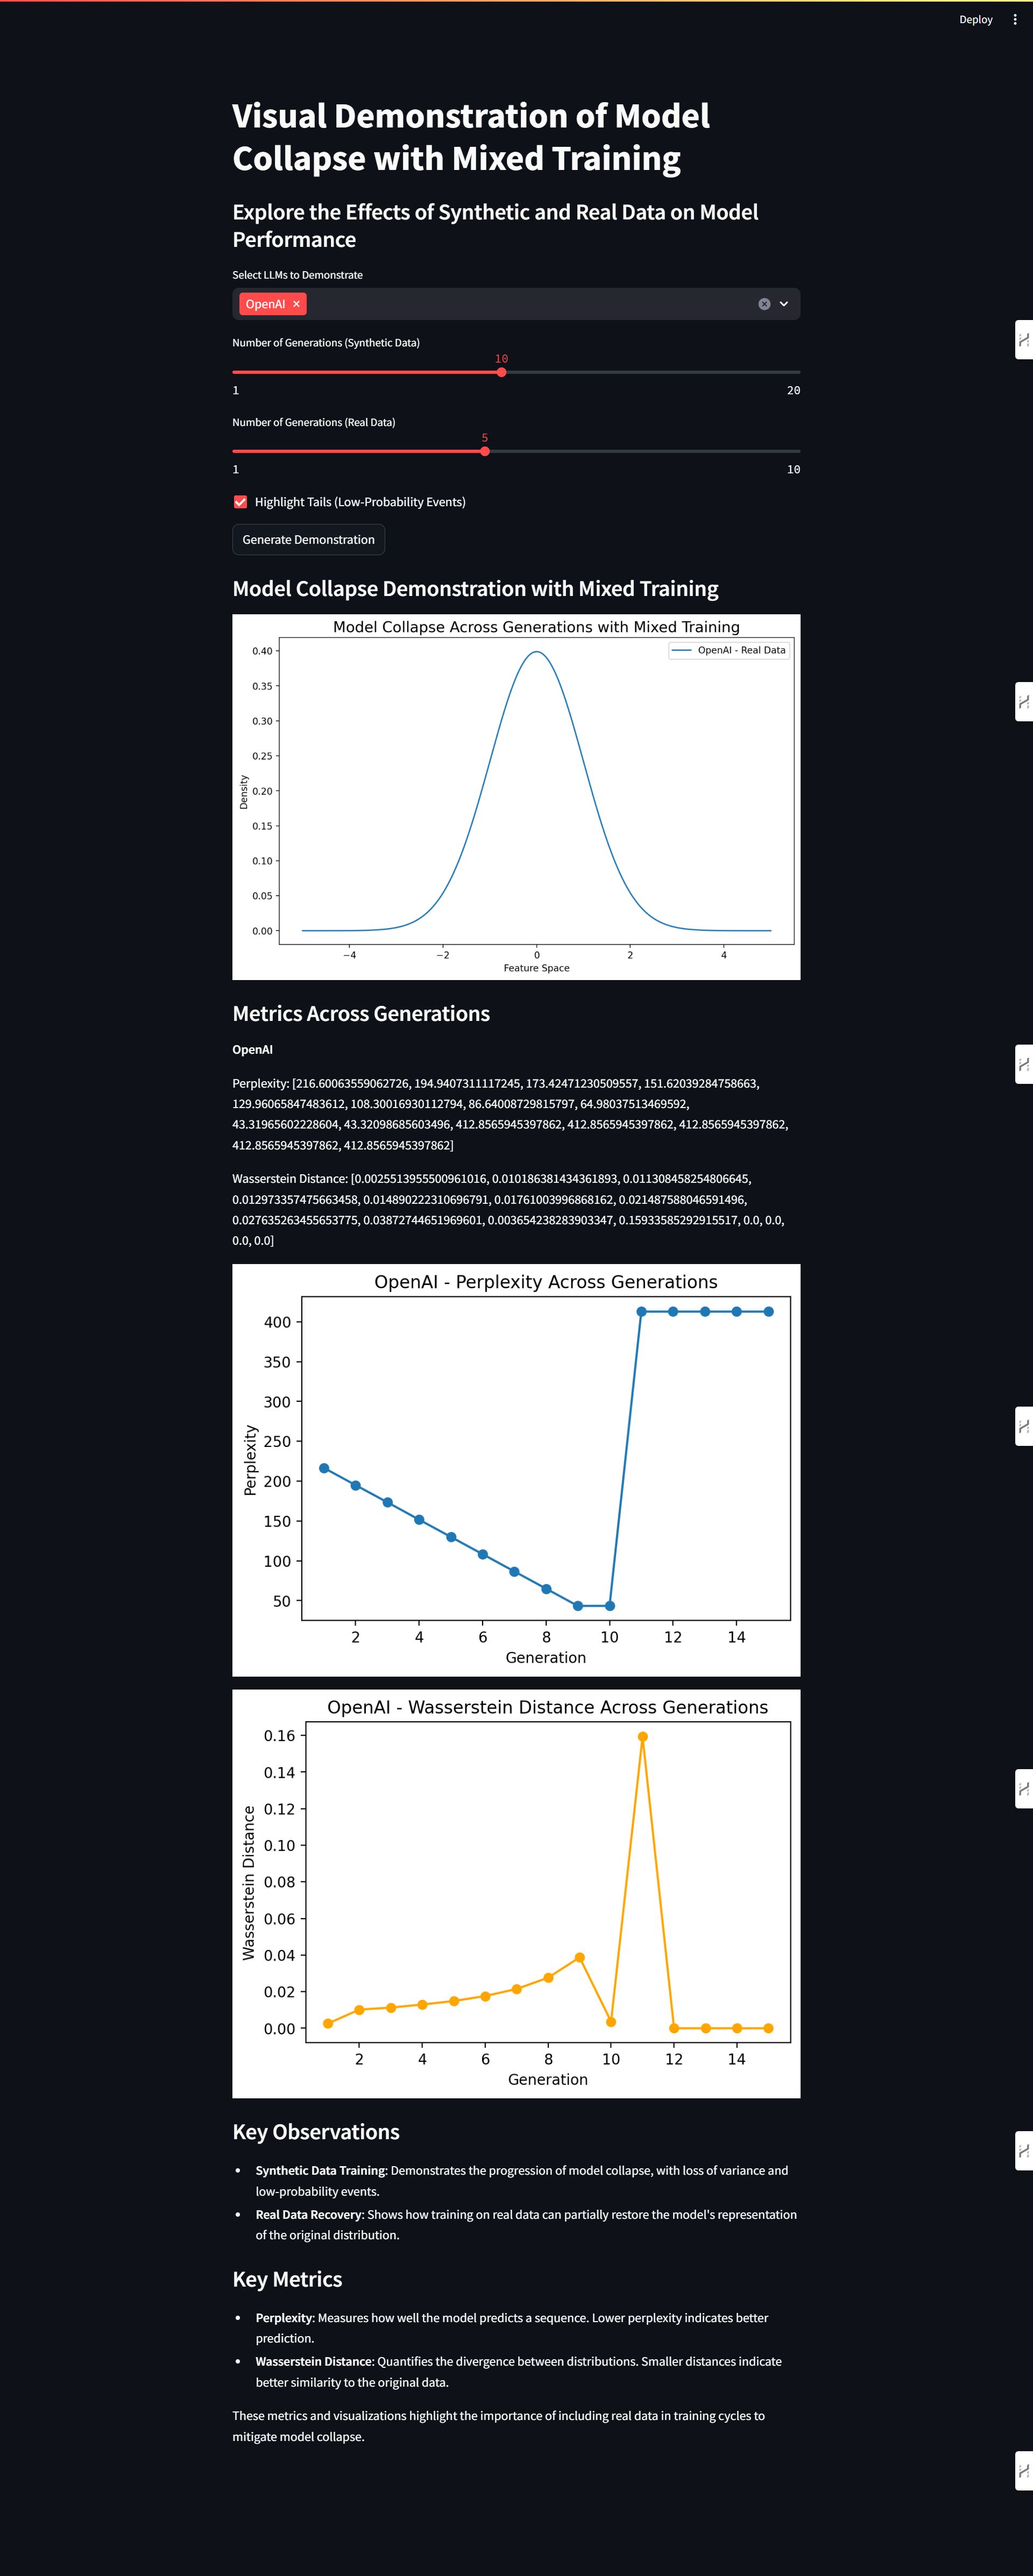 Deploy
Visual Demonstration of Model
Collapse with Mixed Training
Explore the Effects of Synthetic and Real Data on Model
Performance
Select LLMs to Demonstrate
OpenAI
Number of Generations (Synthetic Data)
10
1 20
Number of Generations (Real Data)
5
1 10
Highlight Tails (Low-Probability Events)
Generate Demonstration
Model Collapse Demonstration with Mixed Training
Model Collapse Across Generations with Mixed Training
OpenAI - Real Data
0.40
0.35
0.30
0.25
0.20
0.15
0.10
0.05
0.00
Density
−4 −2 0 2 4
Feature Space
Metrics Across Generations
OpenAI
Perplexity: [216.60063559062726, 194.9407311117245, 173.42471230509557, 151.62039284758663,
129.96065847483612, 108.30016930112794, 86.64008729815797, 64.98037513469592,
43.31965602228604, 43.32098685603496, 412.8565945397862, 412.8565945397862, 412.8565945397862,
412.8565945397862, 412.8565945397862]
Wasserstein Distance: [0.0025513955500961016, 0.010186381434361893, 0.011308458254806645,
0.012973357475663458, 0.014890222310696791, 0.01761003996868162, 0.021487588046591496,
0.027635263455653775, 0.03872744651969601, 0.003654238283903347, 0.15933585292915517, 0.0, 0.0,
0.0, 0.0]
OpenAI - Perplexity Across Generations
400
350
300
250
200
150
100
50
Perplexity
2 4 6 8 10 12 14
Generation
OpenAI - Wasserstein Distance Across Generations
0.16
0.14
0.12
0.10
0.08
0.06
0.04
0.02
0.00
Wasserstein Distance
2 4 6 8 10 12 14
Generation
Key Observations
• Synthetic Data Training: Demonstrates the progression of model collapse, with loss of variance and
low-probability events.
• Real Data Recovery: Shows how training on real data can partially restore the model's representation
of the original distribution.
Key Metrics
• Perplexity: Measures how well the model predicts a sequence. Lower perplexity indicates better
prediction.
• Wasserstein Distance: Quantifies the divergence between distributions. Smaller distances indicate
better similarity to the original data.
These metrics and visualizations highlight the importance of including real data in training cycles to
mitigate model collapse.